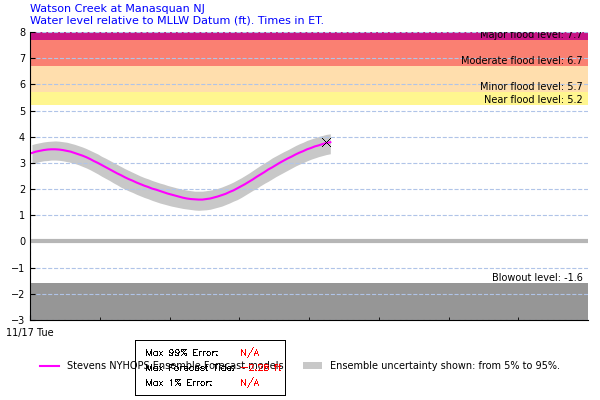 Watson Creek at Manasquan NJ
Water level relative to MLLW Datum (ft). Times in ET.
8
Major flood level: 7.7
7
Moderate flood level: 6.7
6
Minor flood level: 5.7
Near flood level: 5.2
5
4
3
2
1
0
−1
Blowout level: -1.6
−2
−3
11/17 Tue
Max 99% Error: N/A
Stevens NYHOPS Ensemble Forecast models
Max Forecast Tide:
Ensemble uncertainty shown: from 5% to 95%.
Max 1% Error: N/A